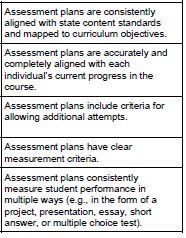 Assessment plans are consistently
aligned with state content standards
and mapped to curriculum objectives.
Assessment plans are accurately and
completely aligned with each
individual's current progress in the
course.
Assessment plans include criteria for
allowing additional attempts.
Assessment plans have clear
measurement criteria.
Assessment plans consistently
measure student performance in
multiple ways (e.g., in the form of a
project, presentation, essay, short
answer, or multiple choice test).